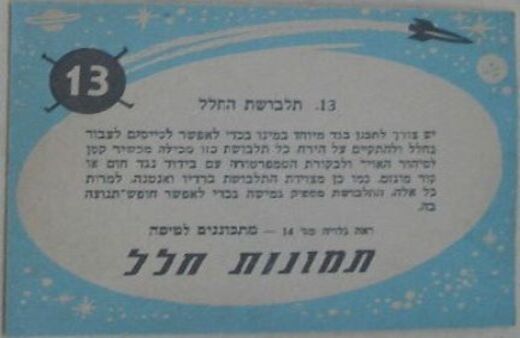 13
13. תלבושת החלל
יש צורך לתכנן בגד מיוחד במינו בכדי לאפשר לטייסים לעבור
בחלל ולהתקיים על הירח. כל תלבושת כזו מכילה מכשיר קטן
לטיהור האויר ולבקורת הטמפרטורה עם בידוד נגד חום או
קור מוגזם. כמו כן מצוידת התלבושת ברדיו ואנטנה. למרות
כל אלה, התלבושת מספיק גמישה בכדי לאפשר חופש־תנועה
בה.
ראה גלויה מס׳ 14 — מתכוננים לטיסה
תמונות חלל